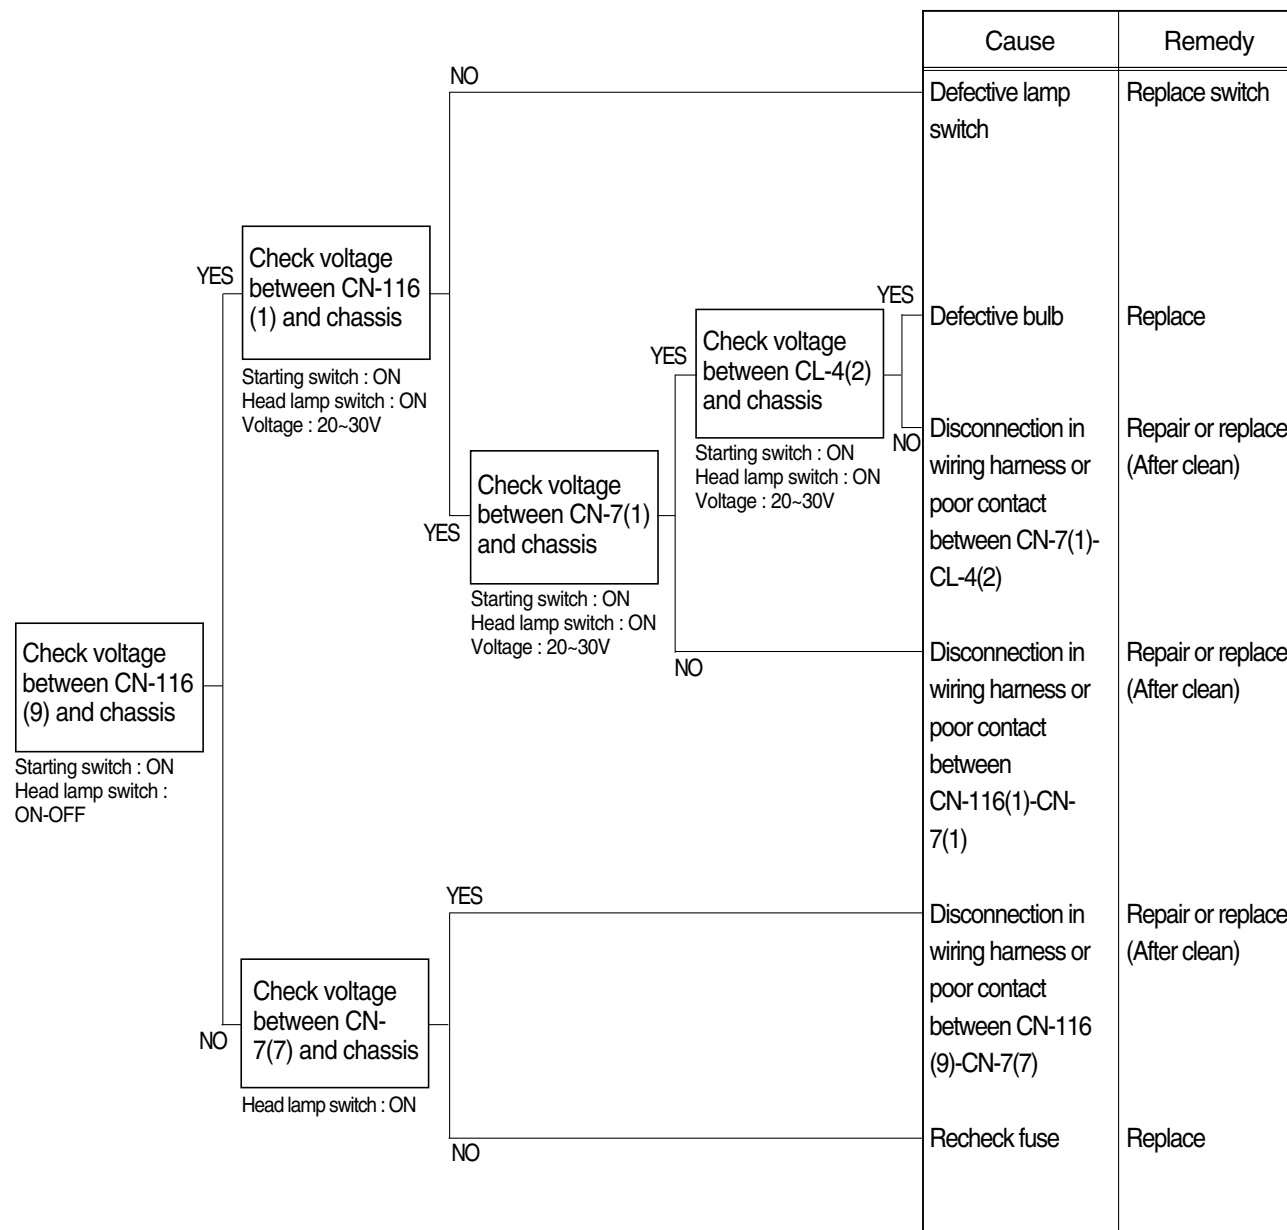 Cause
Remedy
NO
Defective lamp
switch
Replace switch
YES
Check voltage
between CN-116
(1) and chassis
Starting switch : ON
Head lamp switch : ON
Voltage : 20~30V
YES
Defective bulb
Replace
YES
Check voltage
between CL-4(2)
and chassis
Starting switch : ON
Head lamp switch : ON
Voltage : 20~30V
NO
Disconnection in
wiring harness or
poor contact
between CN-7(1)-
CL-4(2)
Repair or replace
(After clean)
YES
Check voltage
between CN-7(1)
and chassis
Starting switch : ON
Head lamp switch : ON
Voltage : 20~30V
NO
Disconnection in
wiring harness or
poor contact
between
CN-116(1)-CN-
7(1)
Repair or replace
(After clean)
Check voltage
between CN-116
(9) and chassis
Starting switch : ON
Head lamp switch :
ON-OFF
YES
Disconnection in
wiring harness or
poor contact
between CN-116
(9)-CN-7(7)
Repair or replace
(After clean)
NO
Check voltage
between CN-
7(7) and chassis
Head lamp switch : ON
NO
Recheck fuse
Replace